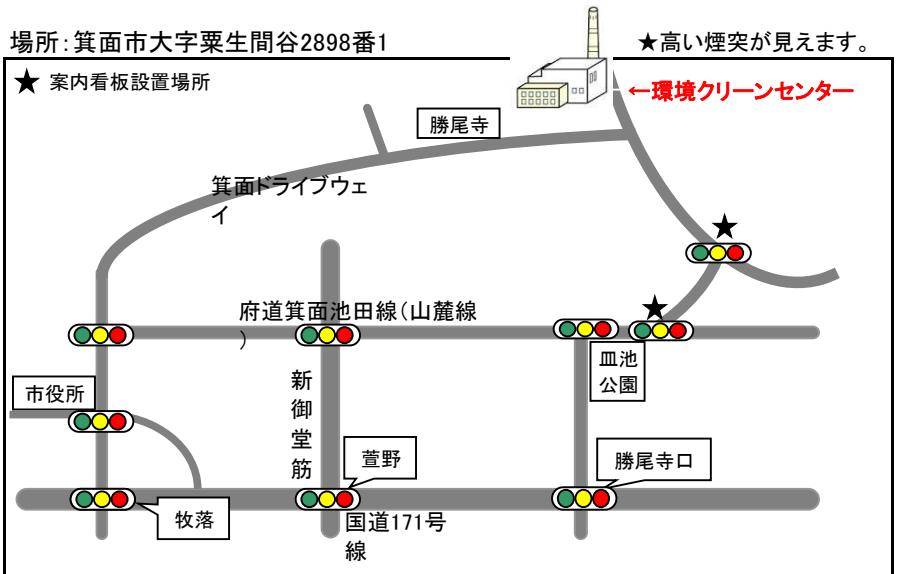 場所：箕面市大字粟生間谷2898番1
★高い煙突が見えます。
★ 案内看板設置場所
←環境クリーンセンター
勝尾寺
箕面ドライブウェ
イ
府道箕面池田線（山麓線
）
皿池
公園
市役所
新
御
堂
筋
萱野
勝尾寺口
牧落
国道171号
線